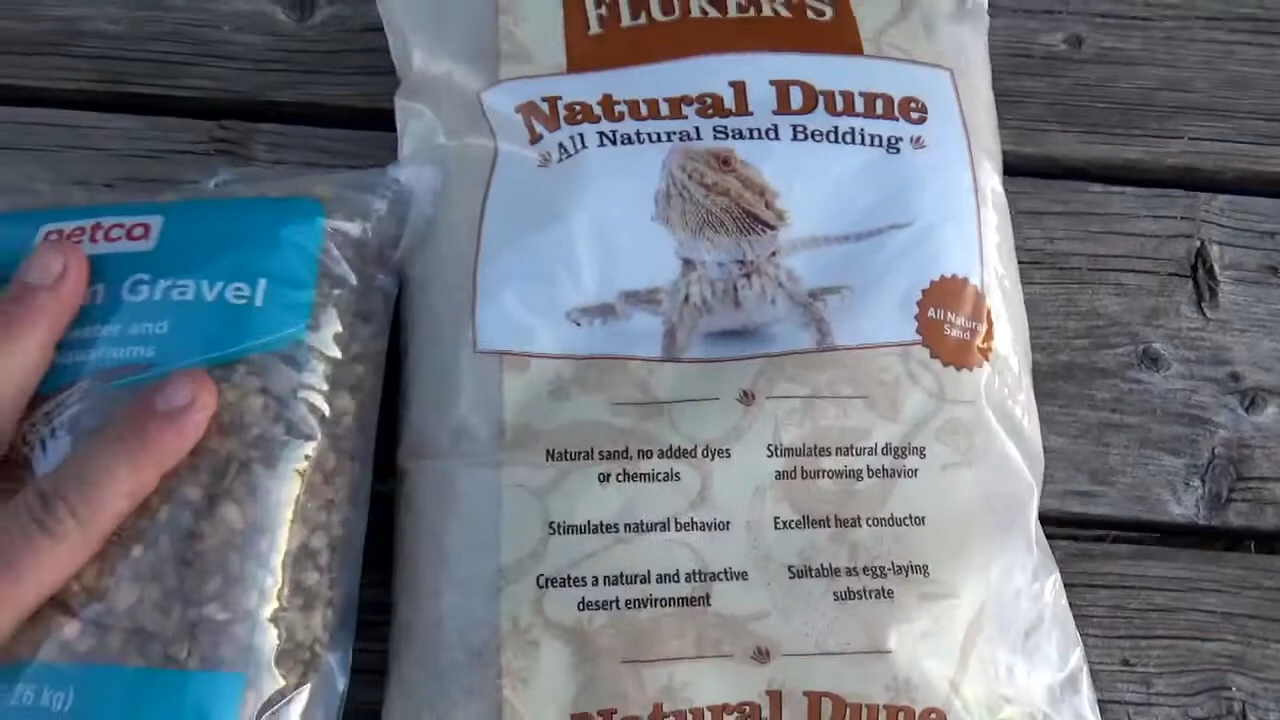 petco
Gravel
and
FLUKER'S
Natural Dune
All Natural Sand Bedding
All Natural
Sand
Natural sand, no added dyes
or chemicals
Stimulates natural digging
and burrowing behavior
Stimulates natural behavior
Excellent heat conductor
Creates a natural and attractive
desert environment
Suitable as egg-laying
substrate
Natural Dune
kg)